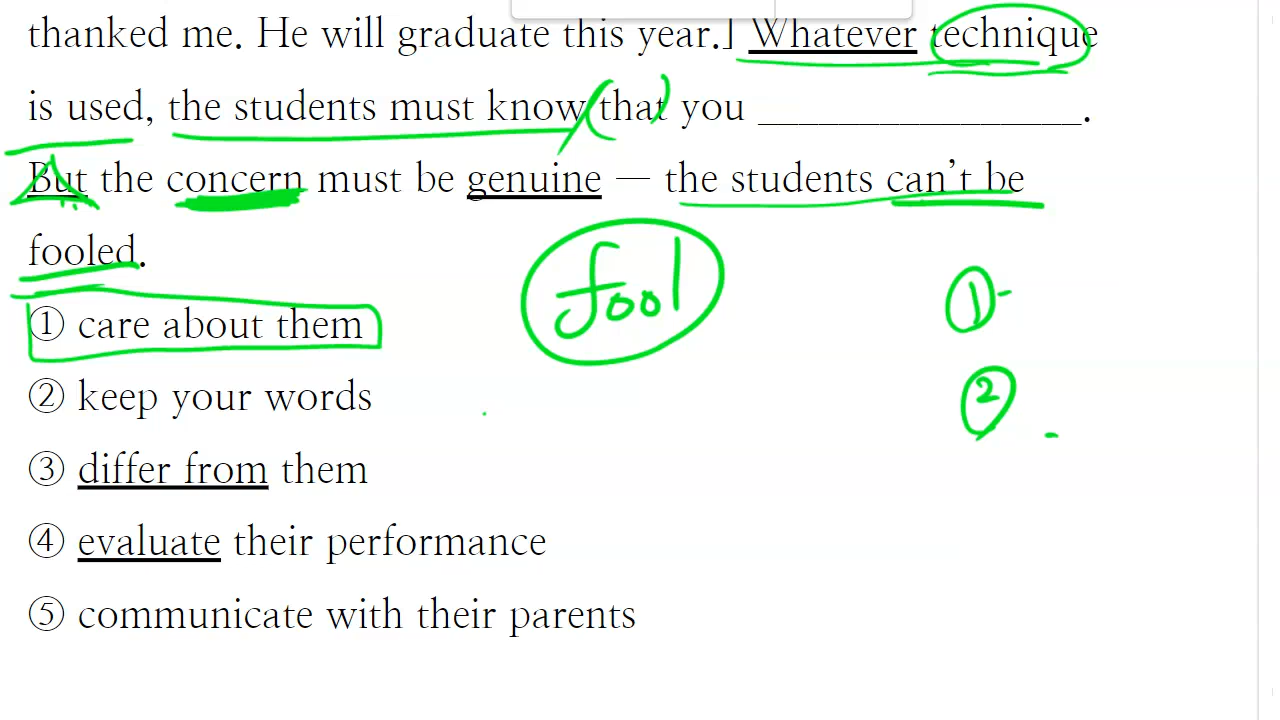 thanked me. He will graduate this year.] Whatever technique
is used, the students must know that you ________________.
But the concern must be genuine — the students can't be
fooled.
fool
① care about them
①
② keep your words
②
③ differ from them
④ evaluate their performance
⑤ communicate with their parents